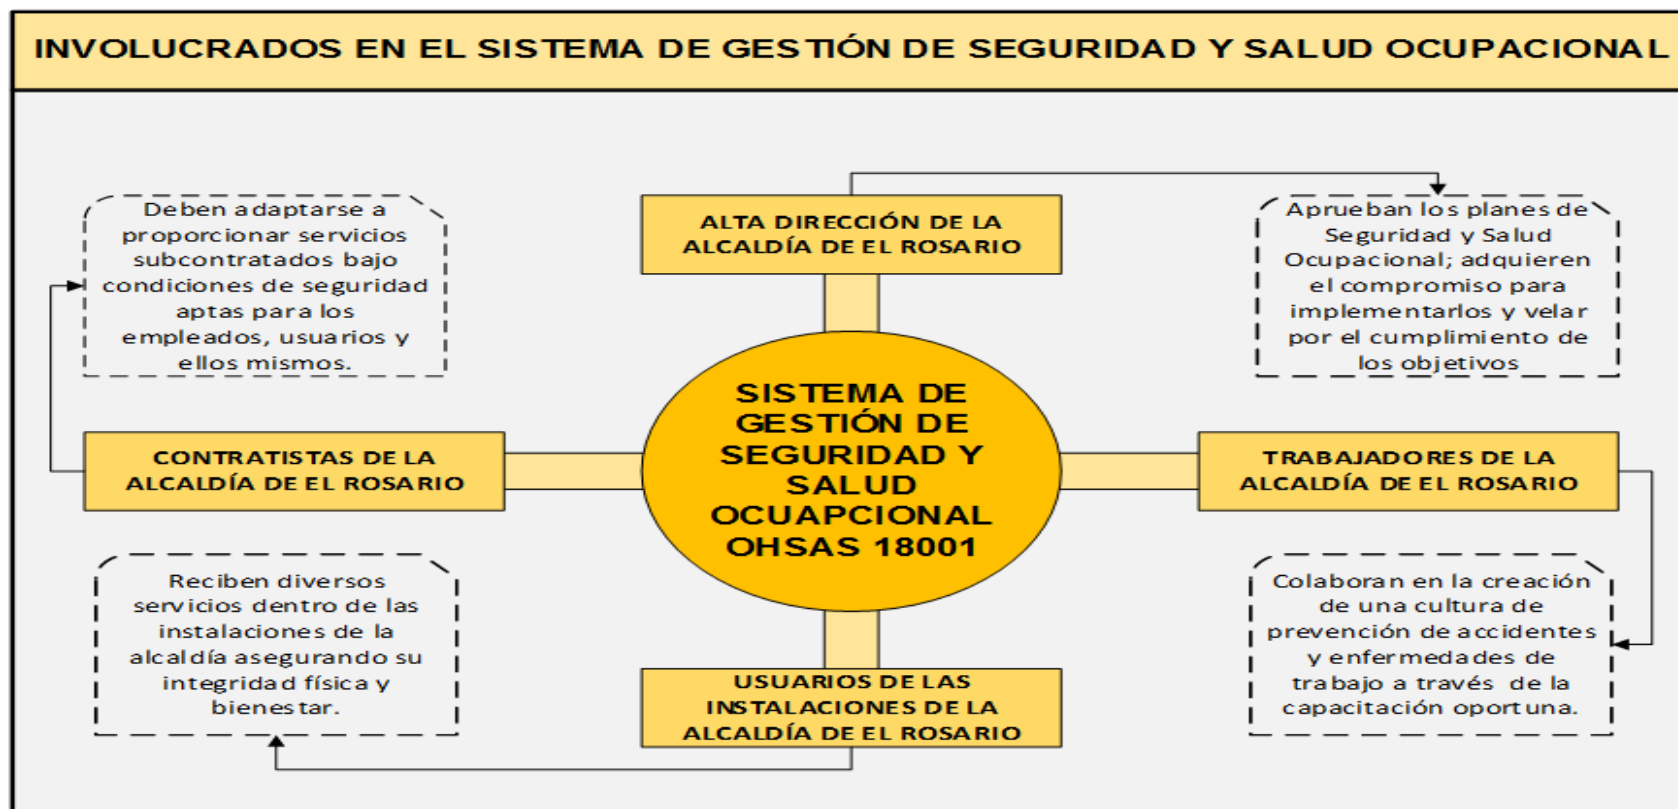 INVOLUCRADOS EN EL SISTEMA DE GESTIÓN DE SEGURIDAD Y SALUD OCUPACIONAL
ALTA DIRECCIÓN DE LA
ALCALDÍA DE EL ROSARIO
Aprueban los planes de
Seguridad y Salud
Ocupacional; adquieren
el compromiso para
implementarlos y velar
por el cumplimiento de
los objetivos
Deben adaptarse a
proporcionar servicios
subcontratados bajo
condiciones de seguridad
aptas para los
empleados, usuarios y
ellos mismos.
CONTRATISTAS DE LA
ALCALDÍA DE EL ROSARIO
SISTEMA DE
GESTIÓN DE
SEGURIDAD Y
SALUD
OCUAPCIONAL
OHSAS 18001
TRABAJADORES DE LA
ALCALDÍA DE EL ROSARIO
Reciben diversos
servicios dentro de las
instalaciones de la
alcaldía asegurando su
integridad física y
bienestar.
USUARIOS DE LAS
INSTALACIONES DE LA
ALCALDÍA DE EL ROSARIO
Colaboran en la creación
de una cultura de
prevención de accidentes
y enfermedades de
trabajo a través de la
capacitación oportuna.